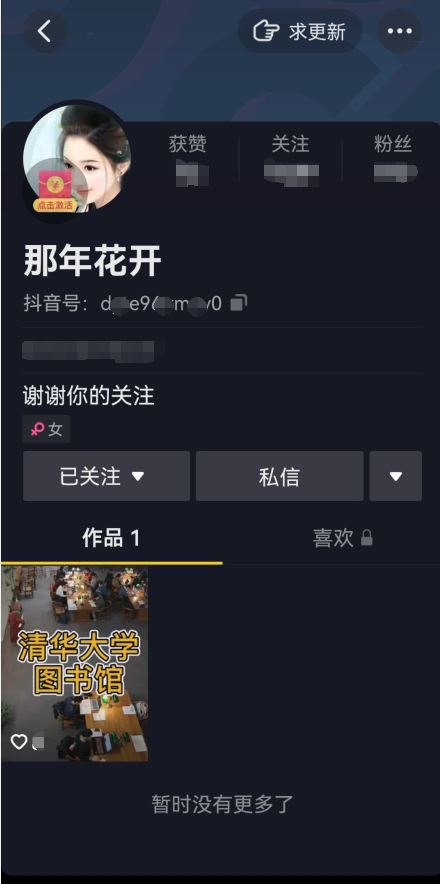 求更新
获赞
关注
粉丝
点击激活
那年花开
抖音号：
谢谢你的关注
女
已关注
私信
作品 1
喜欢
清华大学
图书馆
暂时没有更多了